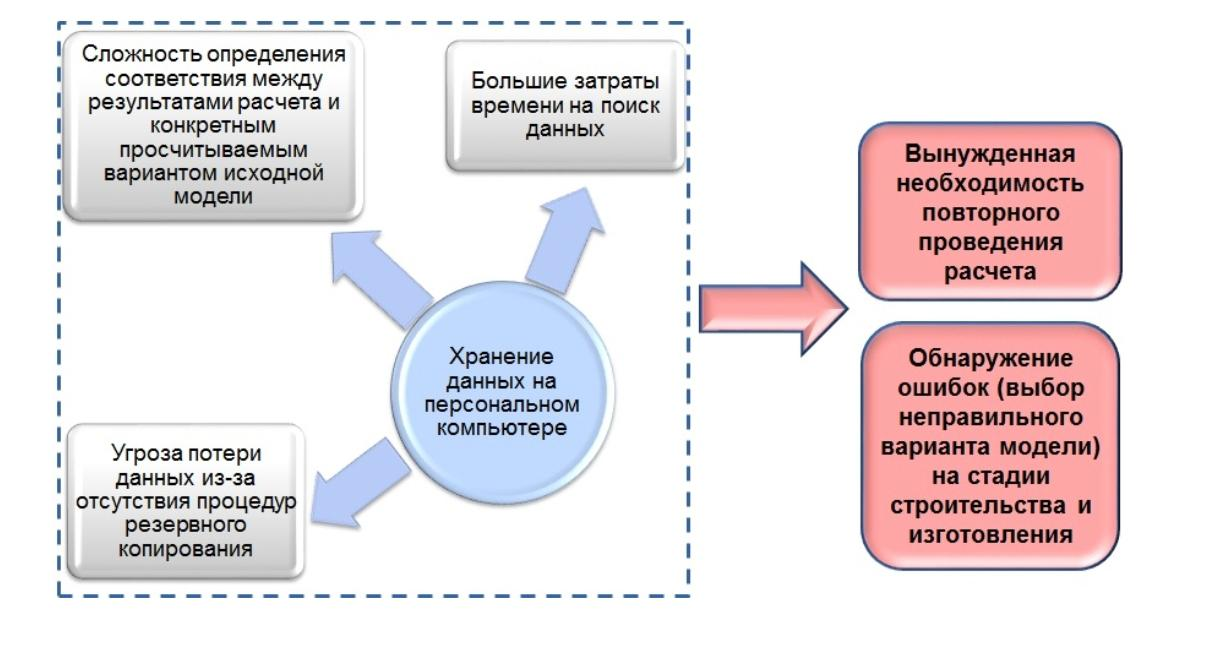 Сложность определения
соответствия между
результатами расчета и
конкретным
просчитываемым
вариантом исходной
модели
Большие затраты
времени на поиск
данных
Хранение
данных на
персональном
компьютере
Угроза потери
данных из-за
отсутствия процедур
резервного
копирования
Вынужденная
необходимость
повторного
проведения
расчета
Обнаружение
ошибок (выбор
неправильного
варианта модели)
на стадии
строительства и
изготовления